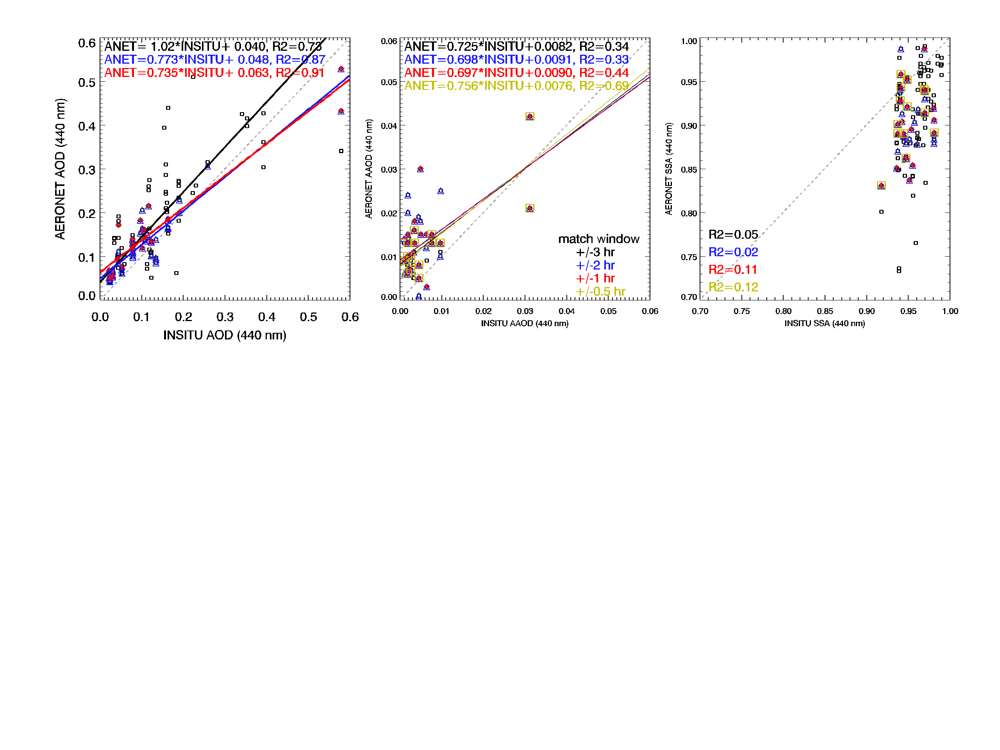 ANET= 1.02*INSITU+ 0.040, R2=0.73
ANET=0.773*INSITU+ 0.048, R2=0.87
ANET=0.735*INSITU+ 0.063, R2=0.91
0.6
0.5
0.4
0.3
0.2
0.1
0.0
AERONET AOD (440 nm)
0.0 0.1 0.2 0.3 0.4 0.5 0.6
INSITU AOD (440 nm)
ANET=0.725*INSITU+0.0082, R2=0.34
ANET=0.698*INSITU+0.0091, R2=0.33
ANET=0.697*INSITU+0.0090, R2=0.44
ANET=0.756*INSITU+0.0076, R2=0.69
0.06
0.05
0.04
0.03
0.02
0.01
0.00
AERONET AAOD (440 nm)
match window
+/-3 hr
+/-2 hr
+/-1 hr
+/-0.5 hr
0.00 0.01 0.02 0.03 0.04 0.05 0.06
INSITU AAOD (440 nm)
1.00
0.95
0.90
0.85
0.80
0.75
0.70
AERONET SSA (440 nm)
R2=0.05
R2=0.02
R2=0.11
R2=0.12
0.70 0.75 0.80 0.85 0.90 0.95 1.00
INSITU SSA (440 nm)